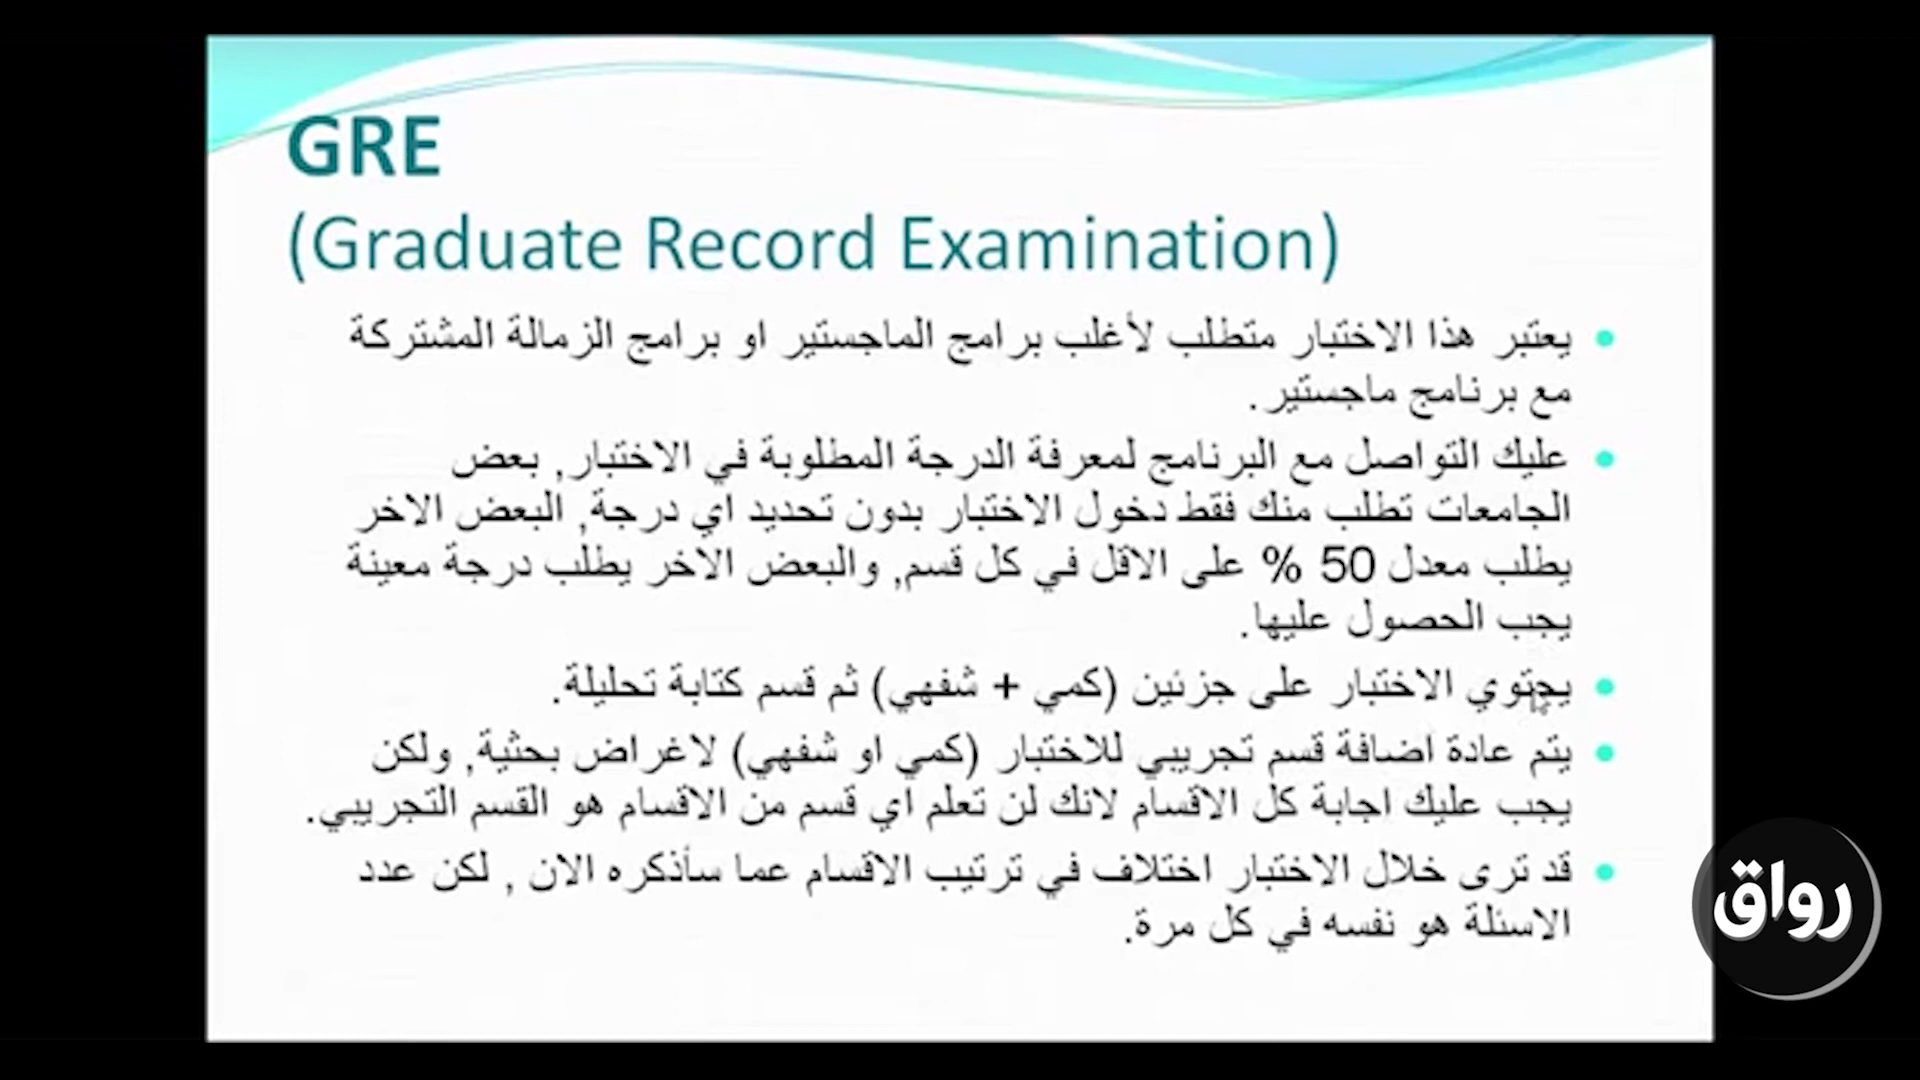 GRE
(Graduate Record Examination)
يعتبر هذا الاختبار متطلب لأغلب برامج الماجستير او برامج الزمالة المشتركة
مع برنامج ماجستير.
عليك التواصل مع البرنامج لمعرفة الدرجة المطلوبة في الاختبار, بعض
الجامعات تطلب منك فقط دخول الاختبار بدون تحديد اي درجة, البعض الاخر
يطلب معدل 50 % على الاقل في كل قسم, والبعض الآخر يطلب درجة معينة
يجب الحصول عليها.
يحتوي الاختبار على جزئين (كمي + شفهي) ثم قسم كتابة تحليلة.
يتم عادة اضافة قسم تجريبي للاختبار (كمي او شفهي) لاغراض بحثية, ولكن
يجب عليك اجابة كل الاقسام لانك لن تعلم اي قسم من الاقسام هو القسم التجريبي.
قد ترى خلال الاختبار اختلاف في ترتيب الاقسام عما سأذكره الان , لكن عدد
الاسئلة هو نفسه في كل مرة.
رواق